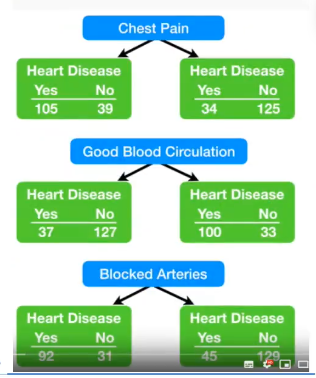 Chest Pain
Heart Disease Heart Disease
Yes No Yes No
105 39 34 125
Good Blood Circulation
Heart Disease Heart Disease
Yes No Yes No
37 127 100 33
Blocked Arteries
Heart Disease Heart Disease
Yes No Yes No
92 31 45 129